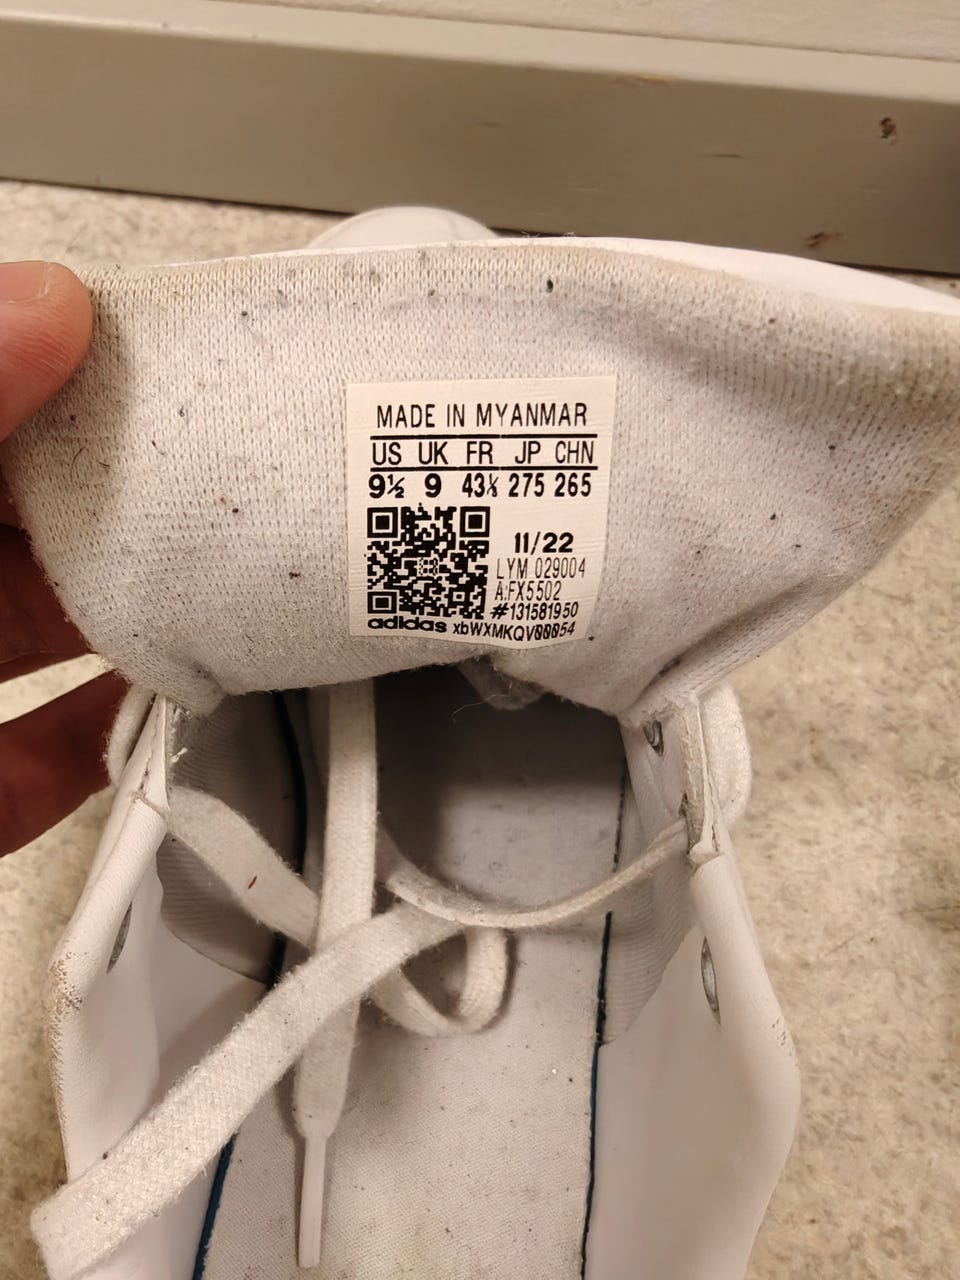 MADE IN MYANMAR
US UK FR JP CHN
9½ 9 43⅓ 275 265
11/22
LYM 029004
A:FX5502
#131581950
adidas xbWXMKQV00054